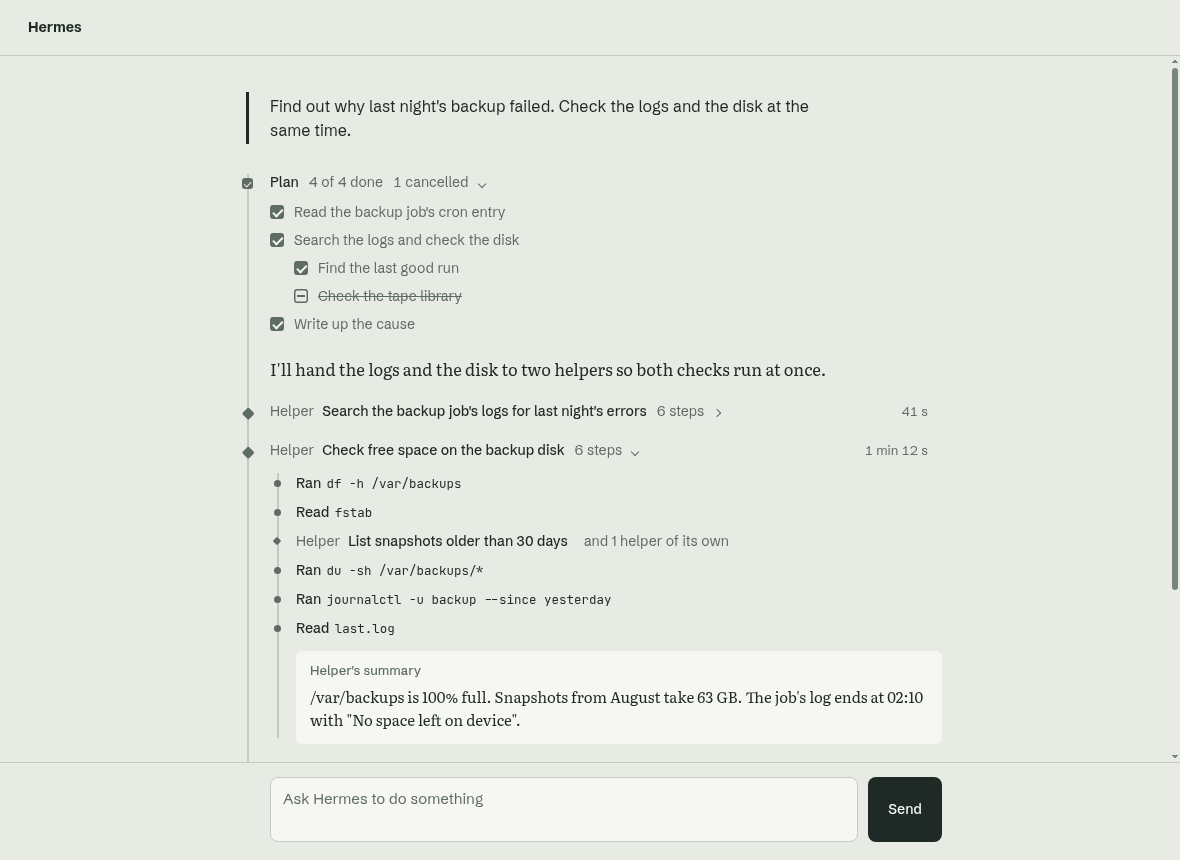 Hermes
Find out why last night's backup failed. Check the logs and the disk at the
same time.
Plan 4 of 4 done 1 cancelled
Read the backup job's cron entry
Search the logs and check the disk
Find the last good run
Check the tape library
Write up the cause
I'll hand the logs and the disk to two helpers so both checks run at once.
Helper Search the backup job's logs for last night's errors 6 steps 41 s
Helper Check free space on the backup disk 6 steps 1 min 12 s
Ran df -h /var/backups
Read fstab
Helper List snapshots older than 30 days and 1 helper of its own
Ran du -sh /var/backups/*
Ran journalctl -u backup --since yesterday
Read last.log
Helper's summary
/var/backups is 100% full. Snapshots from August take 63 GB. The job's log ends at 02:10
with "No space left on device".
Ask Hermes to do something
Send